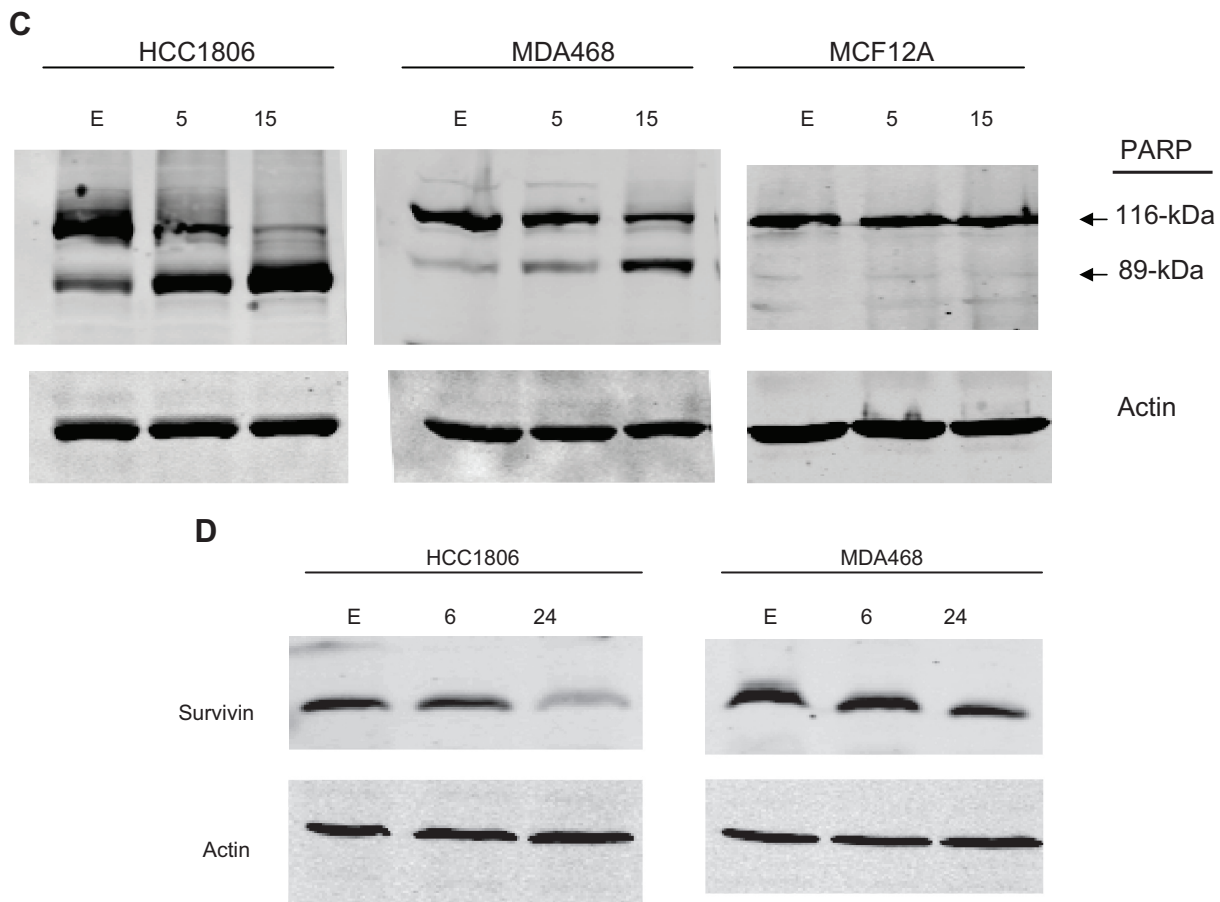 C
HCC1806 MDA468 MCF12A
E 5 15 E 5 15 E 5 15
PARP
116-kDa
89-kDa
Actin
D
HCC1806 MDA468
E 6 24 E 6 24
Survivin
Actin